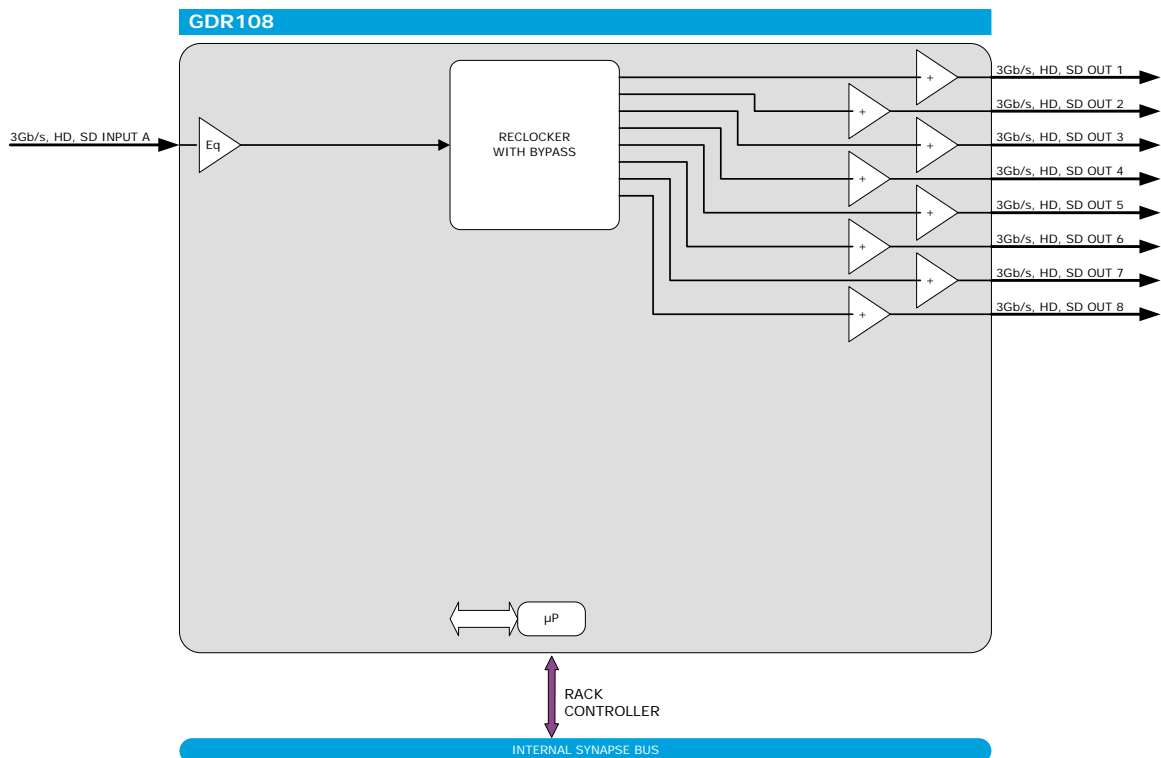 GDR108
3Gb/s, HD, SD INPUT A
Eq
RECLOCKER
WITH BYPASS
+
3Gb/s, HD, SD OUT 1
+
3Gb/s, HD, SD OUT 2
+
3Gb/s, HD, SD OUT 3
+
3Gb/s, HD, SD OUT 4
+
3Gb/s, HD, SD OUT 5
+
3Gb/s, HD, SD OUT 6
+
3Gb/s, HD, SD OUT 7
+
3Gb/s, HD, SD OUT 8
µP
RACK
CONTROLLER
INTERNAL SYNAPSE BUS